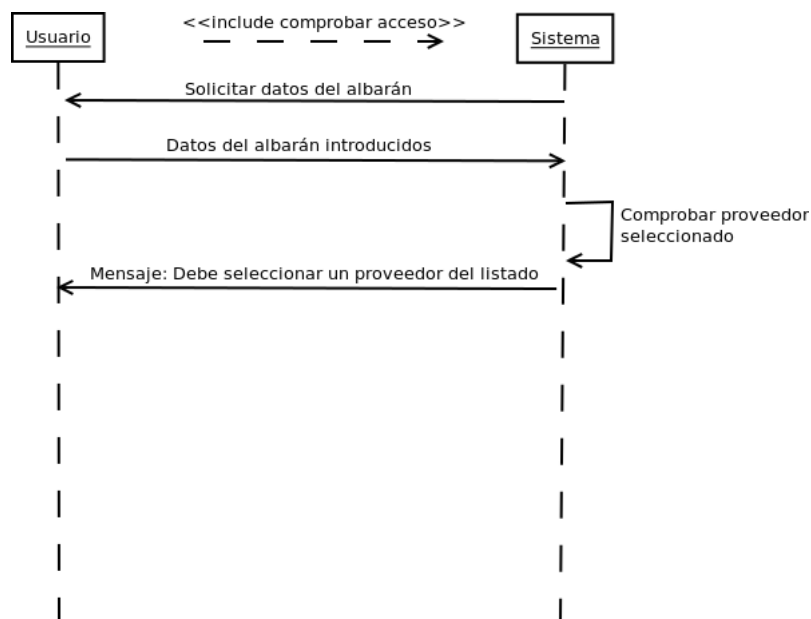 <<include comprobar acceso>>
Usuario
Sistema
Solicitar datos del albarán
Datos del albarán introducidos
Comprobar proveedor
seleccionado
Mensaje: Debe seleccionar un proveedor del listado